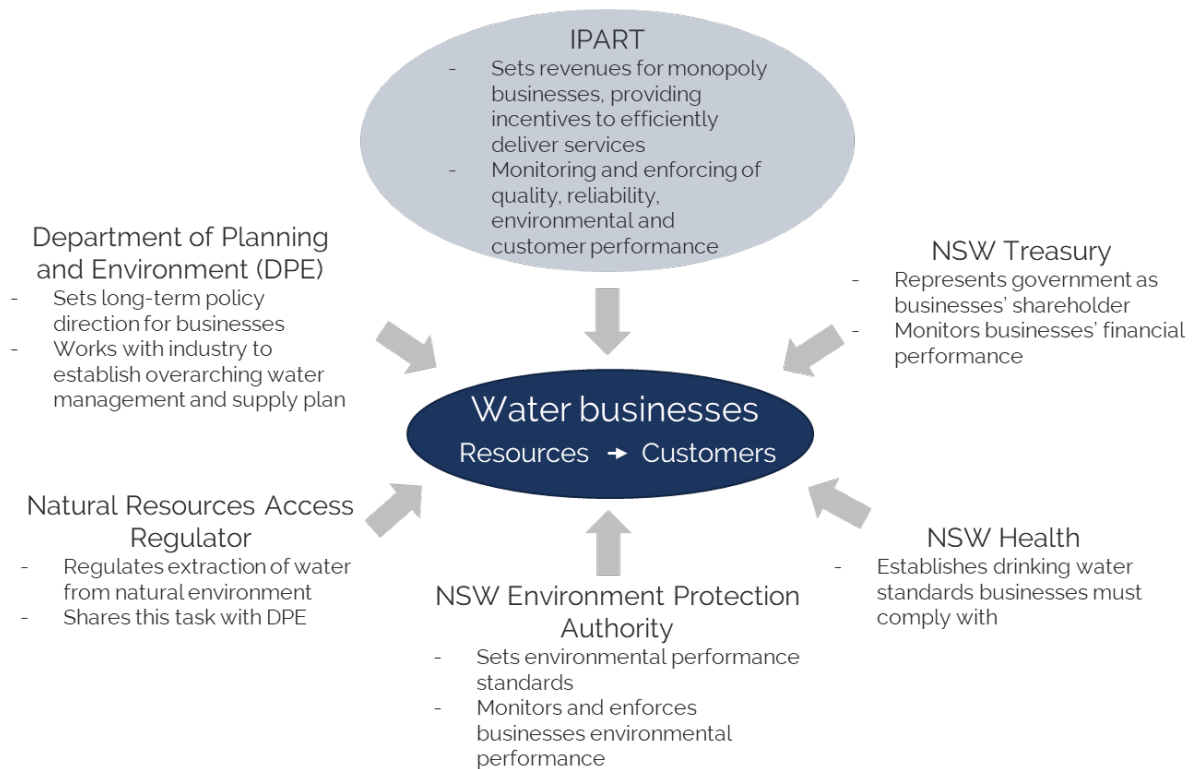 IPART
- Sets revenues for monopoly
businesses, providing
incentives to efficiently
deliver services
- Monitoring and enforcing of
quality, reliability,
environmental and
customer performance
Department of Planning
and Environment (DPE)
- Sets long-term policy
direction for businesses
- Works with industry to
establish overarching water
management and supply plan
NSW Treasury
- Represents government as
businesses’ shareholder
- Monitors businesses’ financial
performance
Water businesses
Resources → Customers
Natural Resources Access
Regulator
- Regulates extraction of water
from natural environment
- Shares this task with DPE
NSW Environment Protection
Authority
- Sets environmental performance
standards
- Monitors and enforces
businesses environmental
performance
NSW Health
- Establishes drinking water
standards businesses must
comply with